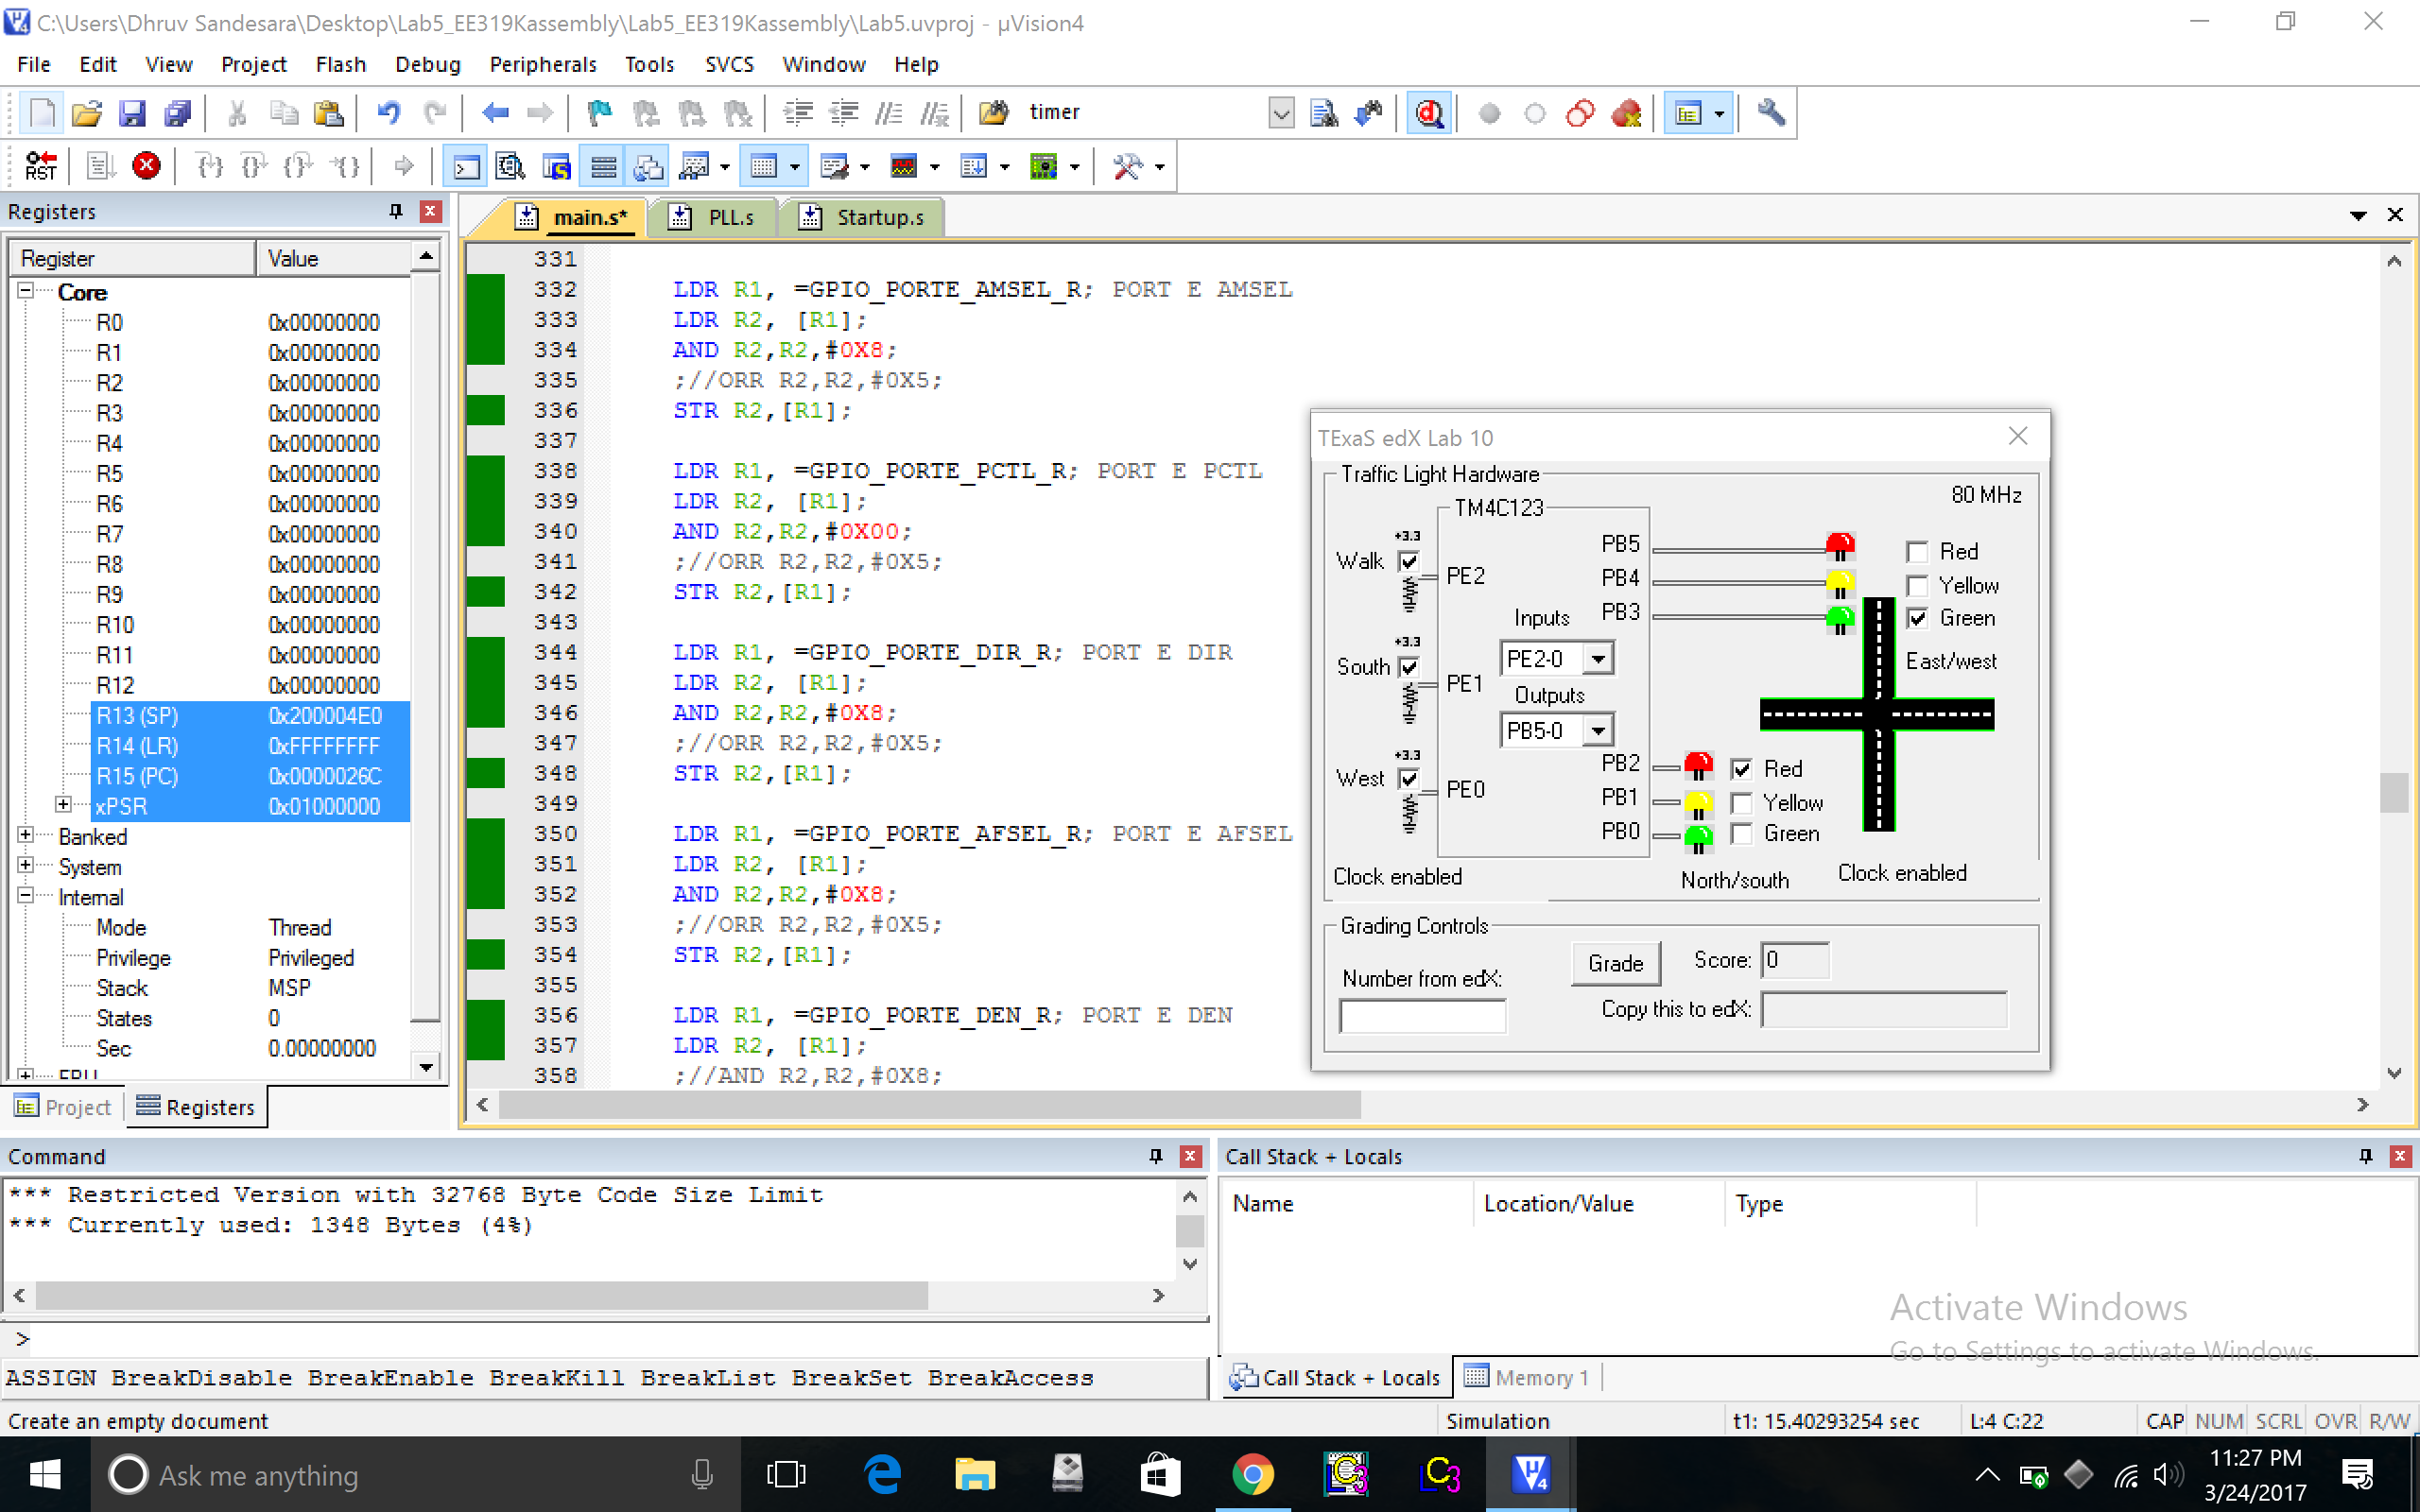 C:\Users\Dhruv Sandesara\Desktop\Lab5_EE319Kassembly\Lab5_EE319Kassembly\Lab5.uvproj - µVision4
File Edit View Project Flash Debug Peripherals Tools SVCS Window Help
timer
RST
Registers
main.s* PLL.s Startup.s
Register Value
Core
R0 0x00000000
R1 0x00000000
R2 0x00000000
R3 0x00000000
R4 0x00000000
R5 0x00000000
R6 0x00000000
R7 0x00000000
R8 0x00000000
R9 0x00000000
R10 0x00000000
R11 0x00000000
R12 0x00000000
R13 (SP) 0x200004E0
R14 (LR) 0xFFFFFFFF
R15 (PC) 0x0000026C
xPSR 0x01000000
Banked
System
Internal
Mode Thread
Privilege Privileged
Stack MSP
States 0
Sec 0.00000000
FPU
Project Registers
331
332 LDR R1, =GPIO_PORTE_AMSEL_R; PORT E AMSEL
333 LDR R2, [R1];
334 AND R2,R2,#0X8;
335 ;//ORR R2,R2,#0X5;
336 STR R2,[R1];
337
338 LDR R1, =GPIO_PORTE_PCTL_R; PORT E PCTL
339 LDR R2, [R1];
340 AND R2,R2,#0X00;
341 ;//ORR R2,R2,#0X5;
342 STR R2,[R1];
343
344 LDR R1, =GPIO_PORTE_DIR_R; PORT E DIR
345 LDR R2, [R1];
346 AND R2,R2,#0X8;
347 ;//ORR R2,R2,#0X5;
348 STR R2,[R1];
349
350 LDR R1, =GPIO_PORTE_AFSEL_R; PORT E AFSEL
351 LDR R2, [R1];
352 AND R2,R2,#0X8;
353 ;//ORR R2,R2,#0X5;
354 STR R2,[R1];
355
356 LDR R1, =GPIO_PORTE_DEN_R; PORT E DEN
357 LDR R2, [R1];
358 ;//AND R2,R2,#0X8;
TExaS edX Lab 10
Traffic Light Hardware
80 MHz
TM4C123
+3.3
Walk PE2
PB5 Red
PB4 Yellow
PB3 Green
Inputs
PE2-0
+3.3
South PE1
East/west
Outputs
PB5-0
+3.3
West PE0
PB2 Red
PB1 Yellow
PB0 Green
Clock enabled
North/south
Clock enabled
Grading Controls
Grade
Score: 0
Number from edX:
Copy this to edX:
Command
*** Restricted Version with 32768 Byte Code Size Limit
*** Currently used: 1348 Bytes (4%)
>
ASSIGN BreakDisable BreakEnable BreakKill BreakList BreakSet BreakAccess
Call Stack + Locals
Name Location/Value Type
Activate Windows
Go to Settings to activate Windows.
Call Stack + Locals Memory 1
Create an empty document Simulation t1: 15.40293254 sec L:4 C:22 CAP NUM SCRL OVR R/W
Ask me anything
11:27 PM
3/24/2017